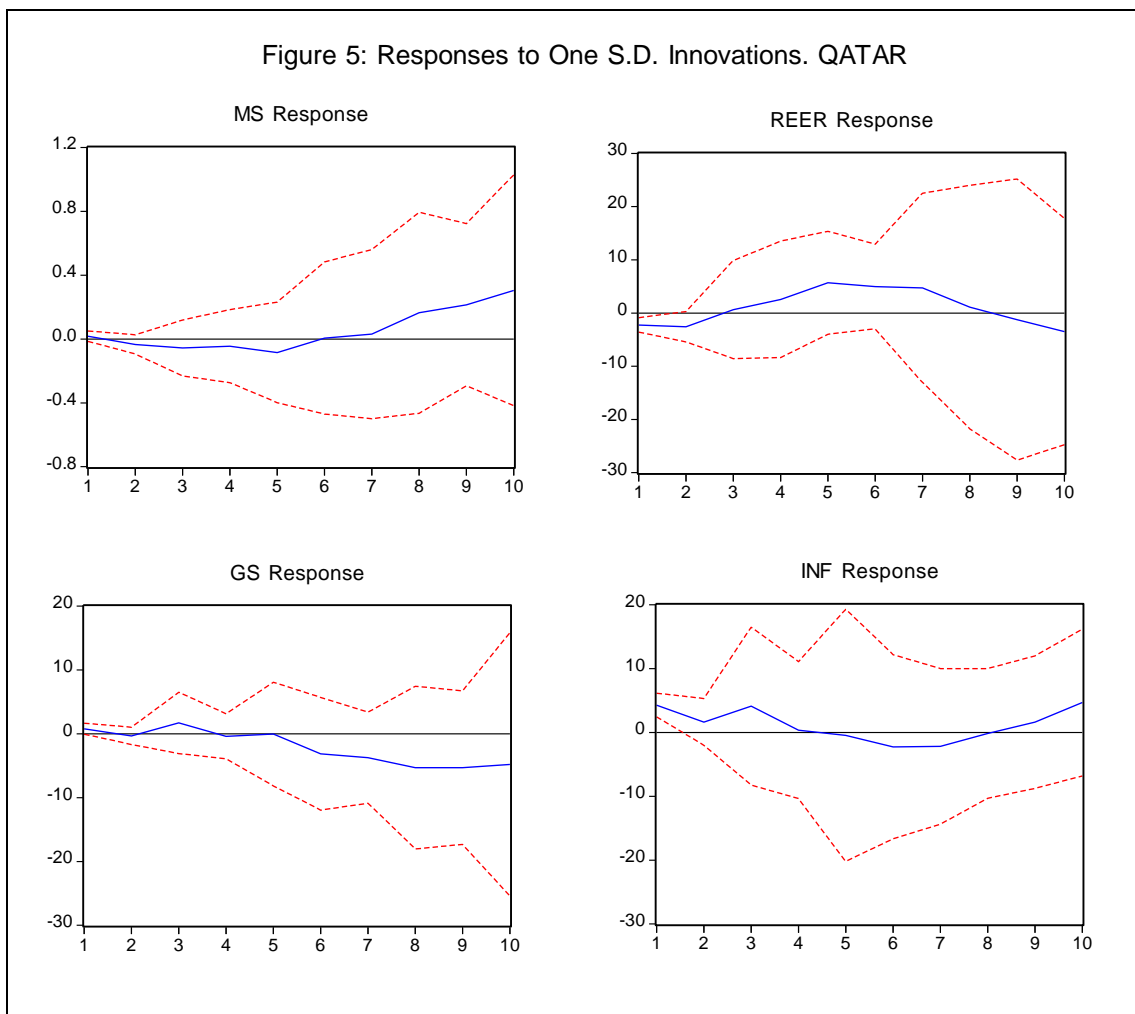 Figure 5: Responses to One S.D. Innovations. QATAR
MS Response
1.2
0.8
0.4
0.0
-0.4
-0.8
1 2 3 4 5 6 7 8 9 10
REER Response
30
20
10
0
-10
-20
-30
1 2 3 4 5 6 7 8 9 10
GS Response
20
10
0
-10
-20
-30
1 2 3 4 5 6 7 8 9 10
INF Response
20
10
0
-10
-20
-30
1 2 3 4 5 6 7 8 9 10